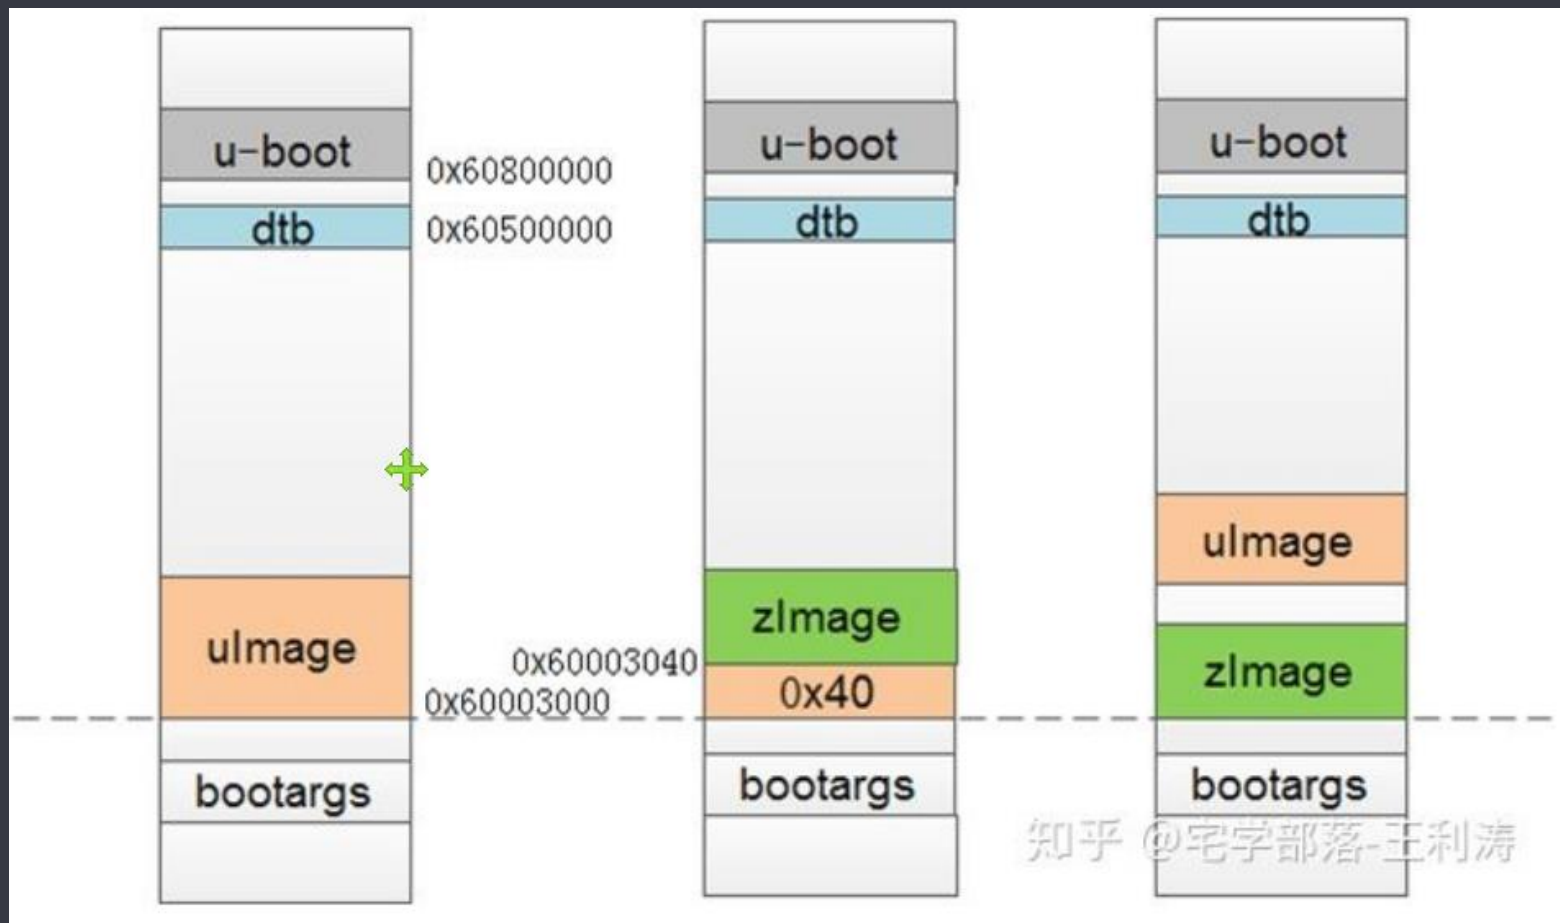 u-boot
0x60800000
dtb
0x60500000
uImage
0x60003000
bootargs
u-boot
dtb
zImage
0x60003040
0x40
bootargs
u-boot
dtb
uImage
zImage
bootargs
知乎 @宅学部落-王利涛